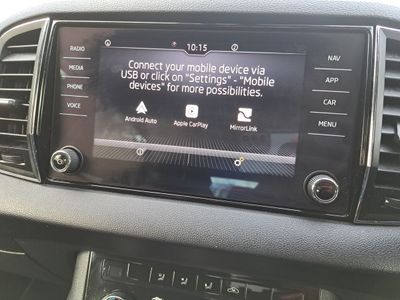 10:15
RADIO
MEDIA
PHONE
VOICE
Connect your mobile device via
USB or click on "Settings" - "Mobile
devices" for more possibilities.
Android Auto
Apple CarPlay
MirrorLink
NAV
APP
CAR
MENU